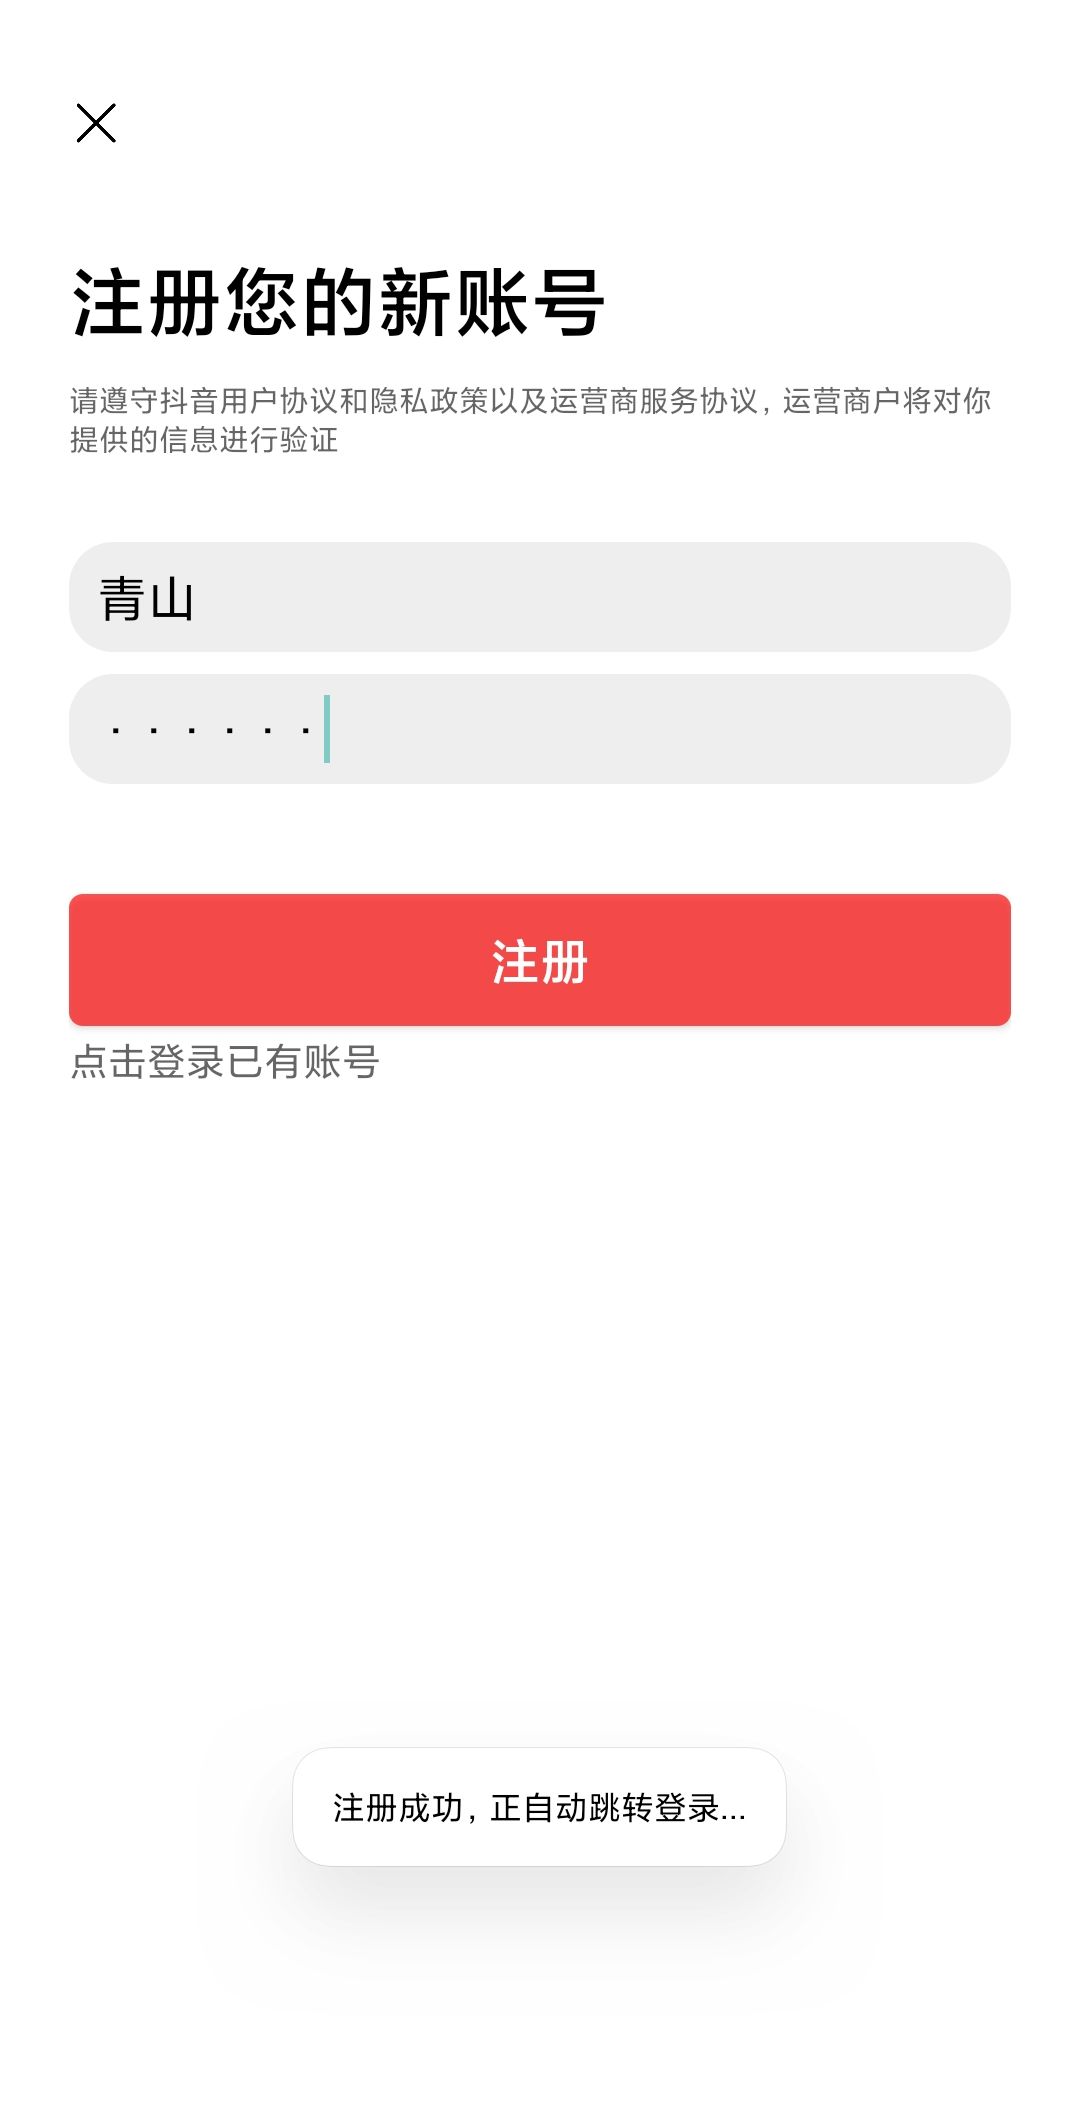 注册您的新账号
请遵守抖音用户协议和隐私政策以及运营商服务协议，运营商户将对你
提供的信息进行验证
青山
······
注册
点击登录已有账号
注册成功，正自动跳转登录...